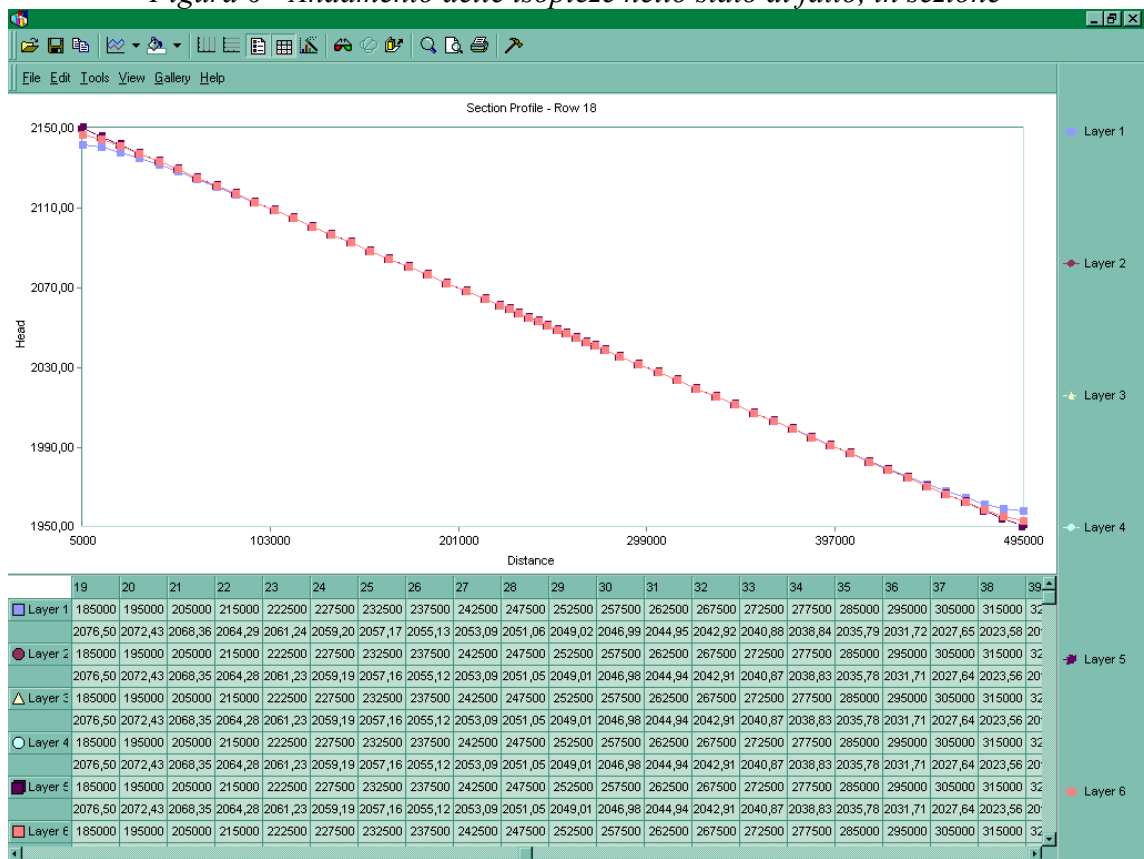 Figura 6 - Andamento delle isopieze nello stato di fatto, in sezione
File Edit Tools View Gallery Help
Section Profile - Row 18
2150,00
2110,00
2070,00
2030,00
1990,00
1950,00
Head
5000 103000 201000 299000 397000 495000
Distance
Layer 1
Layer 2
Layer 3
Layer 4
Layer 5
Layer 6
19 20 21 22 23 24 25 26 27 28 29 30 31 32 33 34 35 36 37 38 39
Layer 1 185000 195000 205000 215000 222500 227500 232500 237500 242500 247500 252500 257500 262500 267500 272500 277500 285000 295000 305000 315000 32
2076,50 2072,43 2068,36 2064,29 2061,24 2059,20 2057,17 2055,13 2053,09 2051,06 2049,02 2046,99 2044,95 2042,92 2040,88 2038,84 2035,79 2031,72 2027,65 2023,58 20
Layer 2 185000 195000 205000 215000 222500 227500 232500 237500 242500 247500 252500 257500 262500 267500 272500 277500 285000 295000 305000 315000 32
2076,50 2072,43 2068,35 2064,28 2061,23 2059,19 2057,16 2055,12 2053,09 2051,05 2049,01 2046,98 2044,94 2042,91 2040,87 2038,83 2035,78 2031,71 2027,64 2023,56 20
Layer 3 185000 195000 205000 215000 222500 227500 232500 237500 242500 247500 252500 257500 262500 267500 272500 277500 285000 295000 305000 315000 32
2076,50 2072,43 2068,35 2064,28 2061,23 2059,19 2057,16 2055,12 2053,09 2051,05 2049,01 2046,98 2044,94 2042,91 2040,87 2038,83 2035,78 2031,71 2027,64 2023,56 20
Layer 4 185000 195000 205000 215000 222500 227500 232500 237500 242500 247500 252500 257500 262500 267500 272500 277500 285000 295000 305000 315000 32
2076,50 2072,43 2068,35 2064,28 2061,23 2059,19 2057,16 2055,12 2053,09 2051,05 2049,01 2046,98 2044,94 2042,91 2040,87 2038,83 2035,78 2031,71 2027,64 2023,56 20
Layer 5 185000 195000 205000 215000 222500 227500 232500 237500 242500 247500 252500 257500 262500 267500 272500 277500 285000 295000 305000 315000 32
2076,50 2072,43 2068,35 2064,28 2061,23 2059,19 2057,16 2055,12 2053,09 2051,05 2049,01 2046,98 2044,94 2042,91 2040,87 2038,83 2035,78 2031,71 2027,64 2023,56 20
Layer 6 185000 195000 205000 215000 222500 227500 232500 237500 242500 247500 252500 257500 262500 267500 272500 277500 285000 295000 305000 315000 32